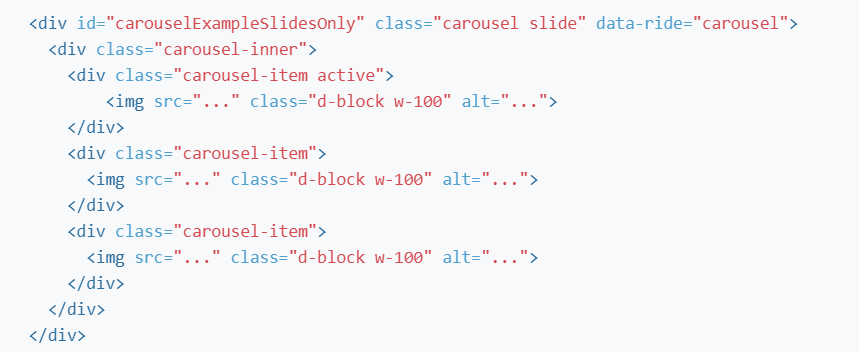 <div id="carouselExampleSlidesOnly" class="carousel slide" data-ride="carousel">
  <div class="carousel-inner">
    <div class="carousel-item active">
        <img src="..." class="d-block w-100" alt="...">
    </div>
    <div class="carousel-item">
      <img src="..." class="d-block w-100" alt="...">
    </div>
    <div class="carousel-item">
      <img src="..." class="d-block w-100" alt="...">
    </div>
  </div>
</div>